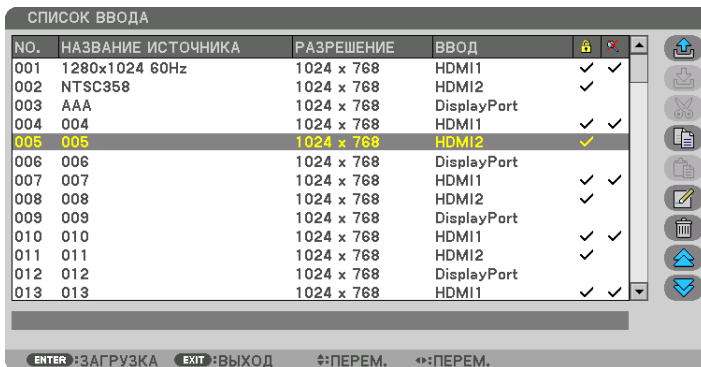 СПИСОК ВВОДА
NO. НАЗВАНИЕ ИСТОЧНИКА РАЗРЕШЕНИЕ ВВОД
001 1280x1024 60Hz 1024 x 768 HDMI1 ✓ ✓
002 NTSC358 1024 x 768 HDMI2 ✓
003 AAA 1024 x 768 DisplayPort
004 004 1024 x 768 HDMI1 ✓ ✓
005 005 1024 x 768 HDMI2 ✓
006 006 1024 x 768 DisplayPort
007 007 1024 x 768 HDMI1 ✓ ✓
008 008 1024 x 768 HDMI2 ✓
009 009 1024 x 768 DisplayPort
010 010 1024 x 768 HDMI1 ✓ ✓
011 011 1024 x 768 HDMI2 ✓
012 012 1024 x 768 DisplayPort
013 013 1024 x 768 HDMI1 ✓ ✓
ENTER :ЗАГРУЗКА EXIT :ВЫХОД :ПЕРЕМ. :ПЕРЕМ.